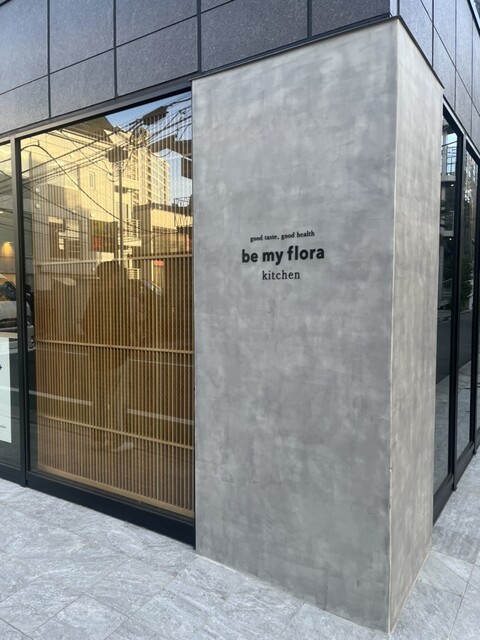 good taste, good health
be my flora
kitchen